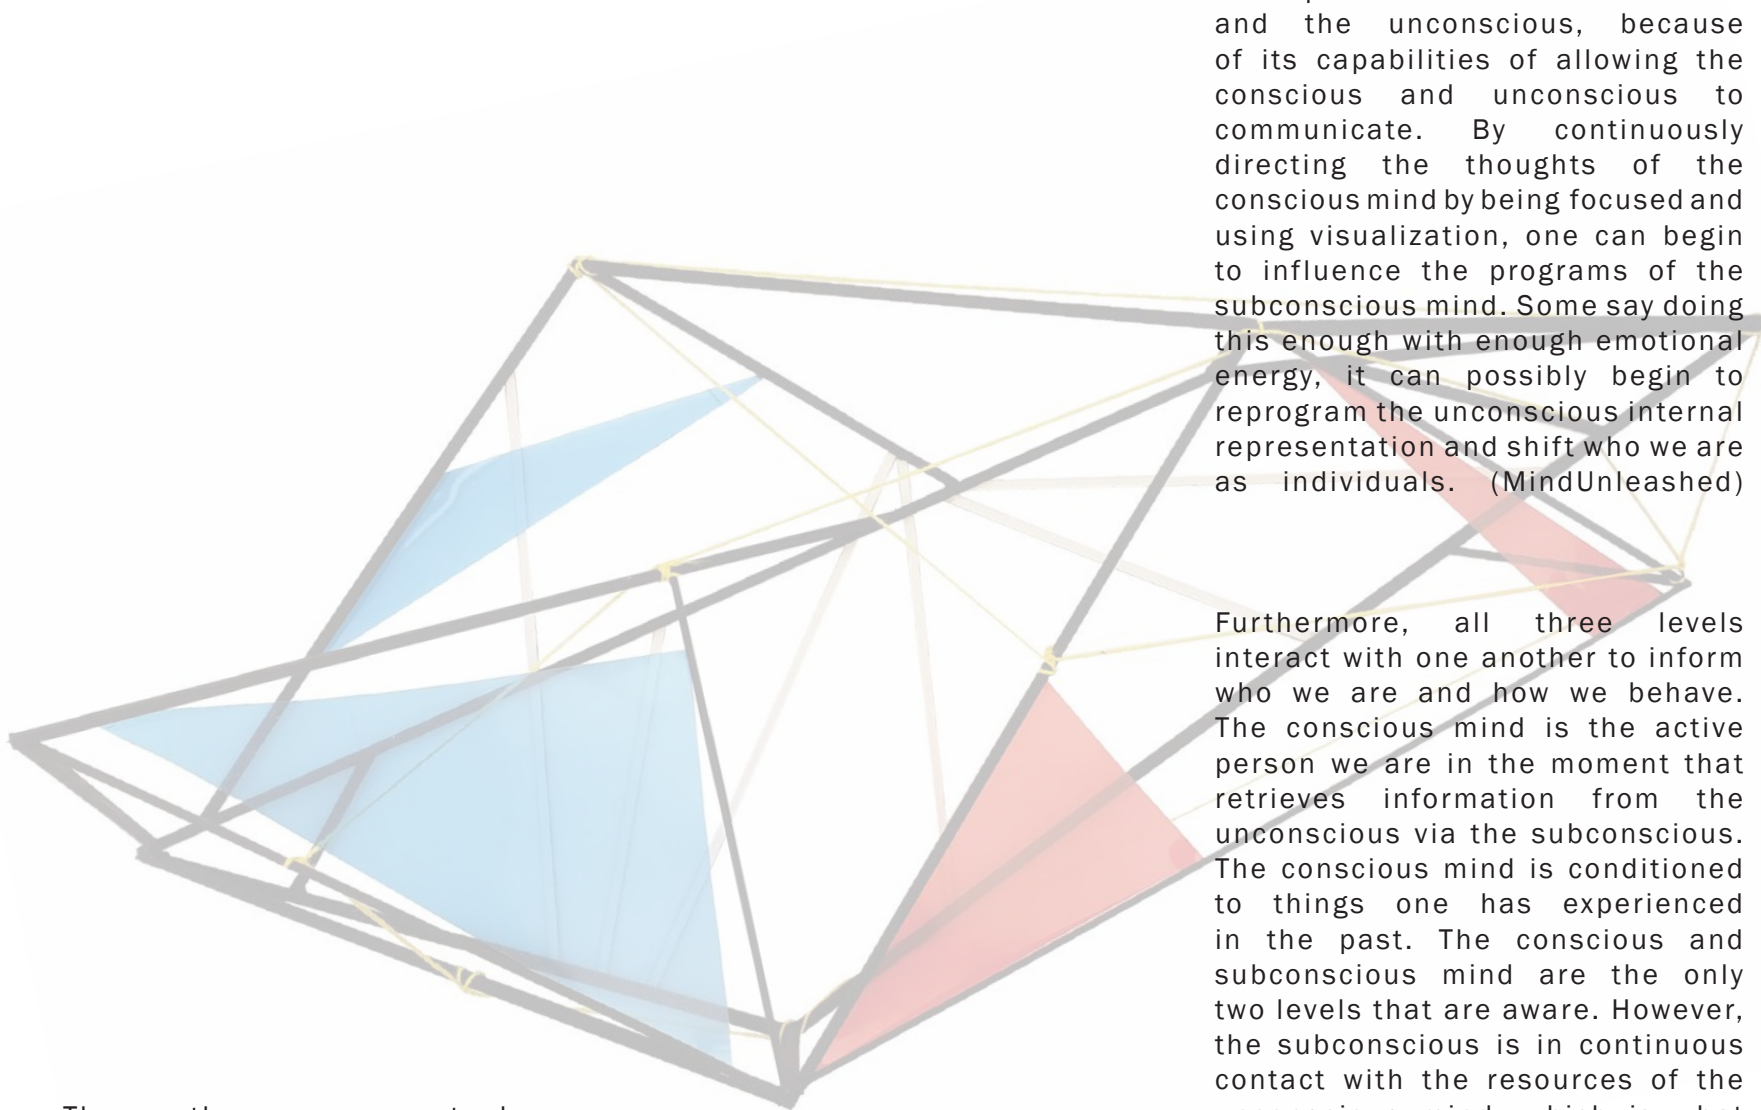 and the unconscious, because
of its capabilities of allowing the
conscious and unconscious to
communicate. By continuously
directing the thoughts of the
conscious mind by being focused and
using visualization, one can begin
to influence the programs of the
subconscious mind. Some say doing
this enough with enough emotional
energy, it can possibly begin to
reprogram the unconscious internal
representation and shift who we are
as individuals. (MindUnleashed)
Furthermore, all three levels
interact with one another to inform
who we are and how we behave.
The conscious mind is the active
person we are in the moment that
retrieves information from the
unconscious via the subconscious.
The conscious mind is conditioned
to things one has experienced
in the past. The conscious and
subconscious mind are the only
two levels that are aware. However,
the subconscious is in continuous
contact with the resources of the